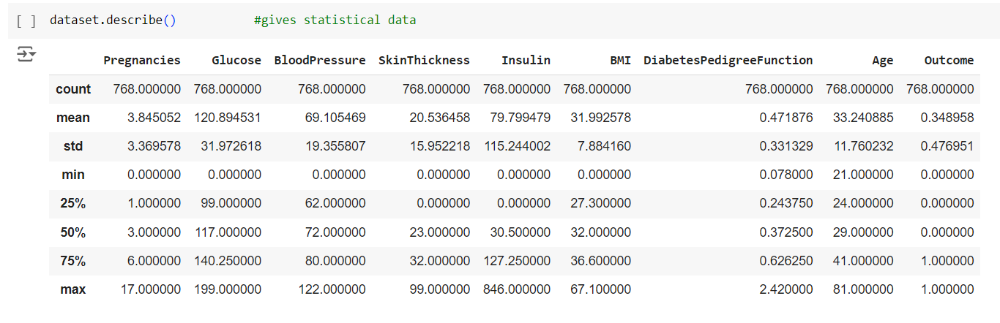 [ ] dataset.describe() #gives statistical data
Pregnancies Glucose BloodPressure SkinThickness Insulin BMI DiabetesPedigreeFunction Age Outcome
count 768.000000 768.000000 768.000000 768.000000 768.000000 768.000000 768.000000 768.000000 768.000000
mean 3.845052 120.894531 69.105469 20.536458 79.799479 31.992578 0.471876 33.240885 0.348958
std 3.369578 31.972618 19.355807 15.952218 115.244002 7.884160 0.331329 11.760232 0.476951
min 0.000000 0.000000 0.000000 0.000000 0.000000 0.000000 0.078000 21.000000 0.000000
25% 1.000000 99.000000 62.000000 0.000000 0.000000 27.300000 0.243750 24.000000 0.000000
50% 3.000000 117.000000 72.000000 23.000000 30.500000 32.000000 0.372500 29.000000 0.000000
75% 6.000000 140.250000 80.000000 32.000000 127.250000 36.600000 0.626250 41.000000 1.000000
max 17.000000 199.000000 122.000000 99.000000 846.000000 67.100000 2.420000 81.000000 1.000000